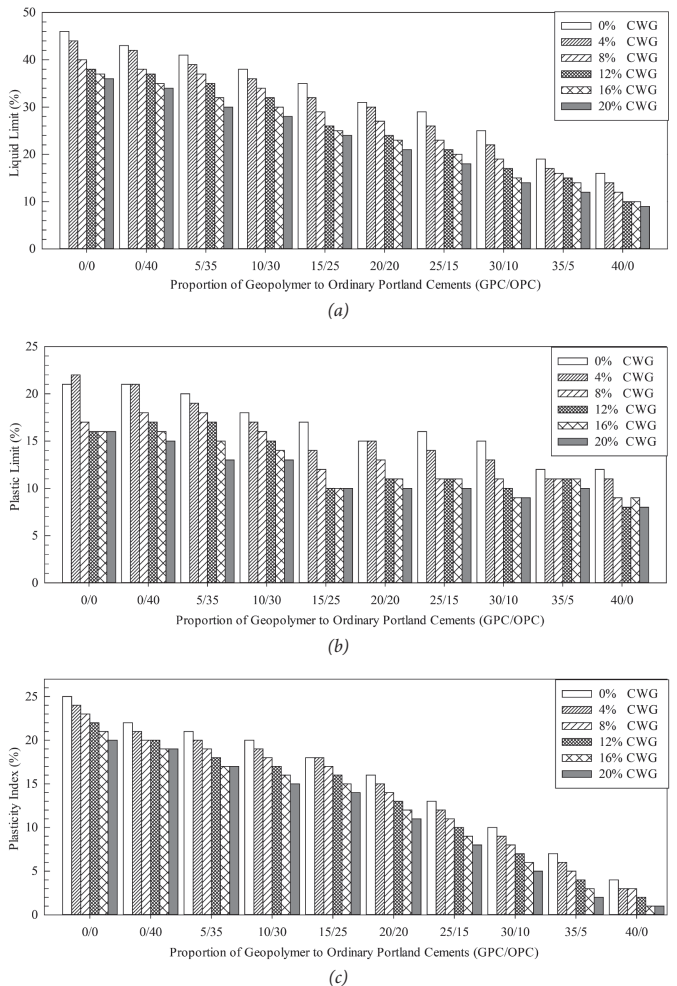 50
40
30
20
10
0
Liquid Limit (%)
0% CWG
4% CWG
8% CWG
12% CWG
16% CWG
20% CWG
0/0 0/40 5/35 10/30 15/25 20/20 25/15 30/10 35/5 40/0
Proportion of Geopolymer to Ordinary Portland Cements (GPC/OPC)
(a)
25
20
15
10
5
0
Plastic Limit (%)
0% CWG
4% CWG
8% CWG
12% CWG
16% CWG
20% CWG
0/0 0/40 5/35 10/30 15/25 20/20 25/15 30/10 35/5 40/0
Proportion of Geopolymer to Ordinary Portland Cements (GPC/OPC)
(b)
25
20
15
10
5
0
Plasticity Index (%)
0% CWG
4% CWG
8% CWG
12% CWG
16% CWG
20% CWG
0/0 0/40 5/35 10/30 15/25 20/20 25/15 30/10 35/5 40/0
Proportion of Geopolymer to Ordinary Portland Cements (GPC/OPC)
(c)